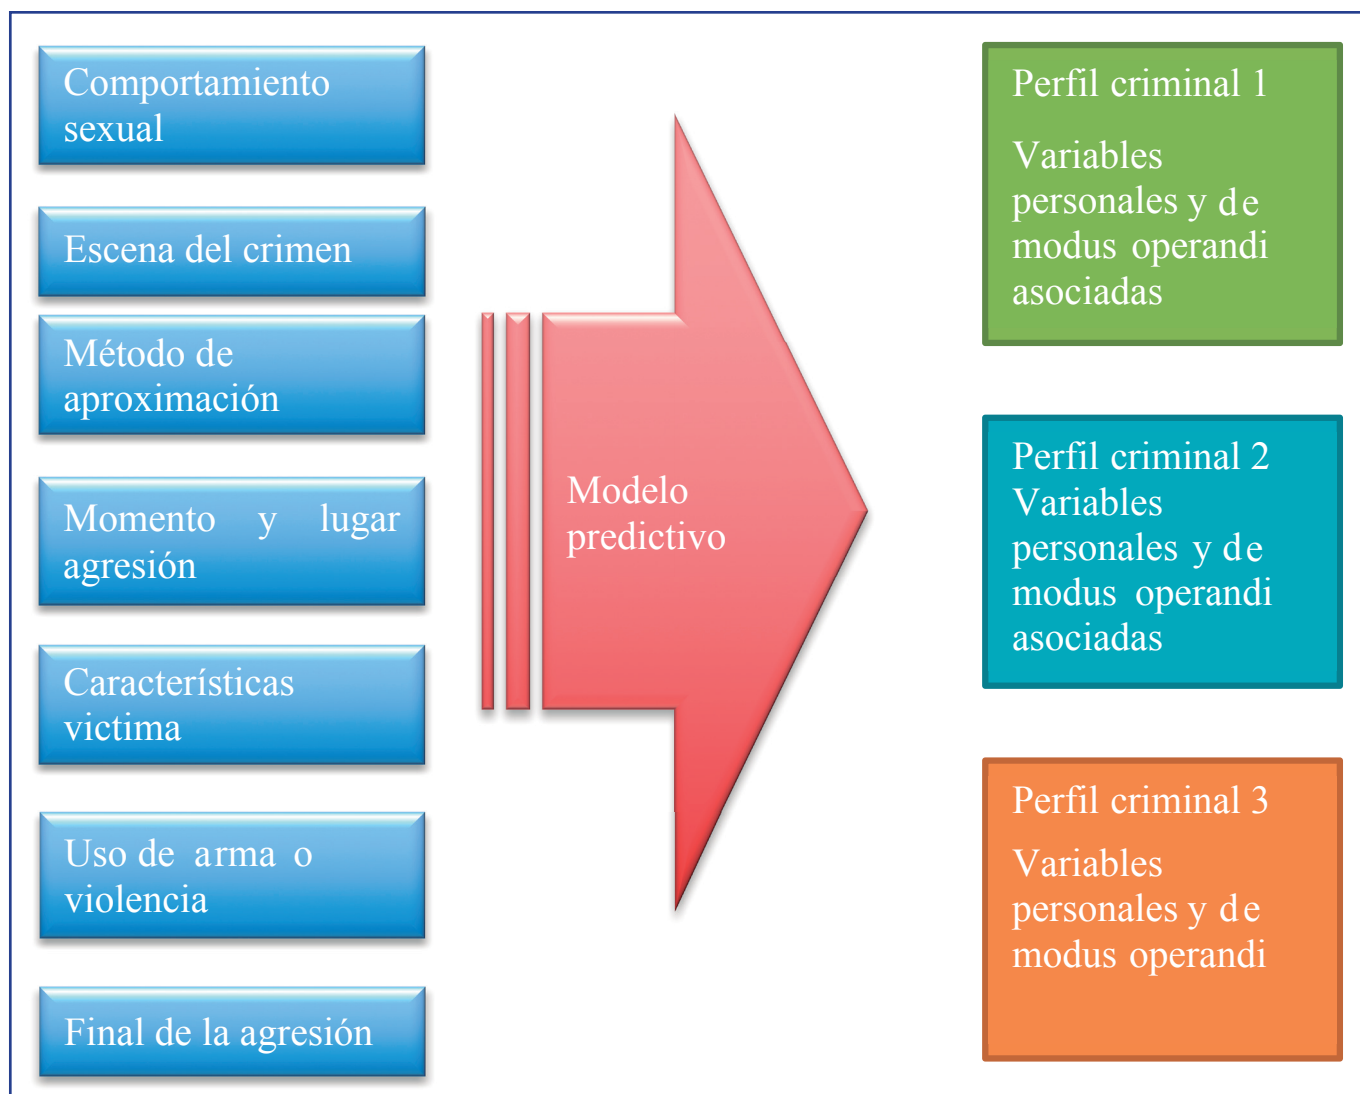 Comportamiento
sexual
Escena del crimen
Método de
aproximación
Momento y lugar
agresión
Características
victima
Uso de arma o
violencia
Final de la agresión
Modelo
predictivo
Perfil criminal 1
Variables
personales y de
modus operandi
asociadas
Perfil criminal 2
Variables
personales y de
modus operandi
asociadas
Perfil criminal 3
Variables
personales y de
modus operandi